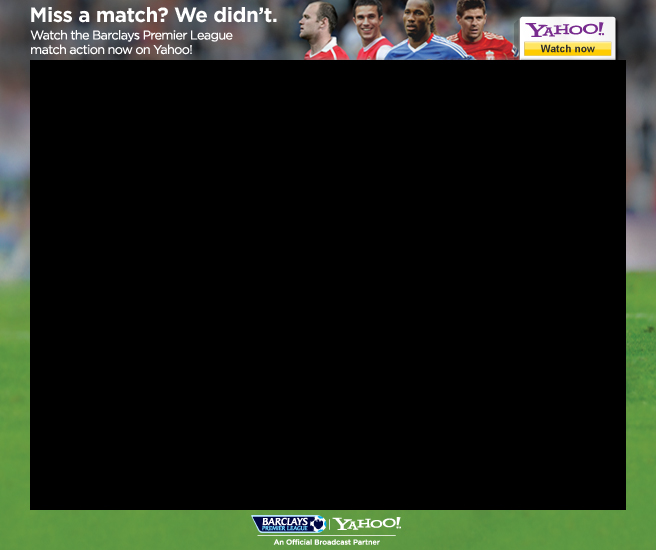 Miss a match? We didn't.
Watch the Barclays Premier League
match action now on Yahoo!
YAHOO!
Watch now
BARCLAYS
PREMIER LEAGUE
YAHOO!
An Official Broadcast Partner